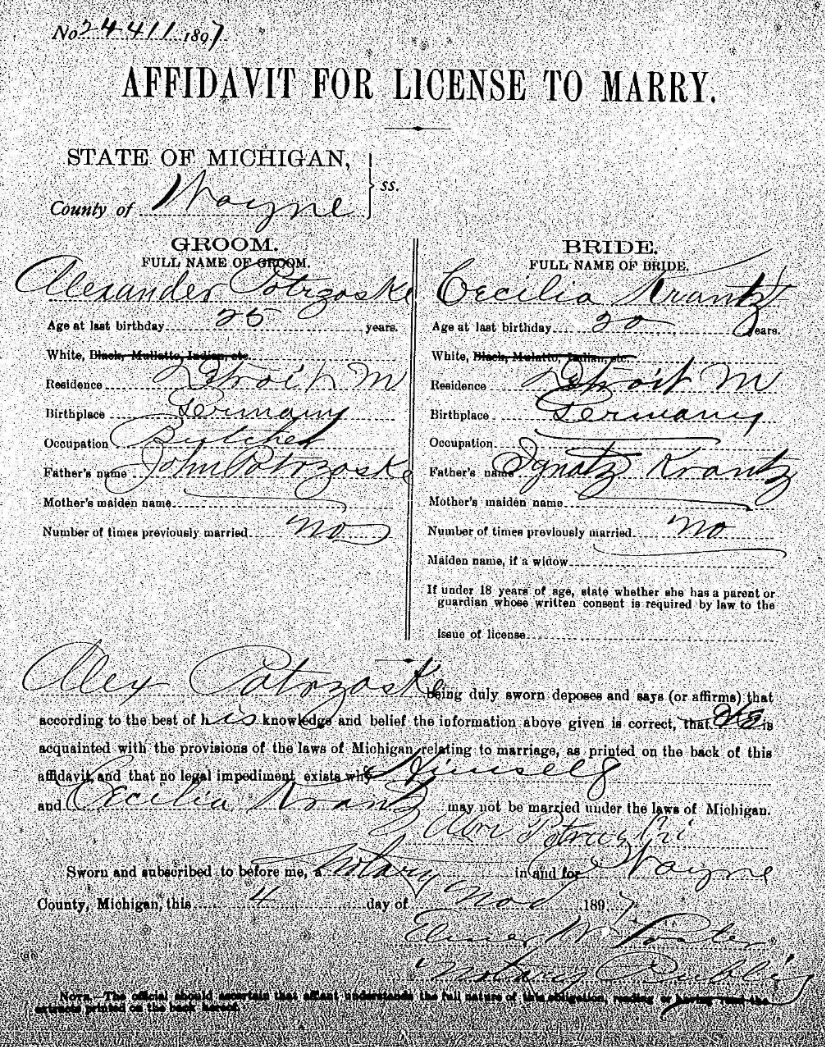 No 24411 1897
AFFIDAVIT FOR LICENSE TO MARRY.
STATE OF MICHIGAN,
ss.
County of Wayne
GROOM.
FULL NAME OF GROOM.
Alexander Potrzoske
Age at last birthday 25 years.
White, Black, Mullatto, Indian, etc.
Residence Detroit M
Birthplace Germany
Occupation Butcher
Father's name John Potrzoske
Mother's maiden name
Number of times previously married no
BRIDE.
FULL NAME OF BRIDE.
Cecilia Krantz
Age at last birthday 20 years.
White, Black, Mulatto, Indian, etc.
Residence Detroit M
Birthplace Germany
Occupation
Father's name Ignatz Krantz
Mother's maiden name
Number of times previously married no
Maiden name, if a widow
If under 18 years of age, state whether she has a parent or
guardian whose written consent is required by law to the
issue of license
Alex Potrzoske being duly sworn deposes and says (or affirms) that
according to the best of his knowledge and belief the information above given is correct, that he is
acquainted with the provisions of the laws of Michigan relating to marriage, as printed on the back of this
affidavit, and that no legal impediment exists why himself
and Cecilia Krantz may not be married under the laws of Michigan.
Sworn and subscribed to before me, a Notary in and for Wayne
County, Michigan, this 4 day of Nov 1897
Elmer W. Porter
Notary Public
NOTE.—The official should ascertain that affiant understands the full nature of this obligation, reading or having read the
extracts printed on the back hereof.